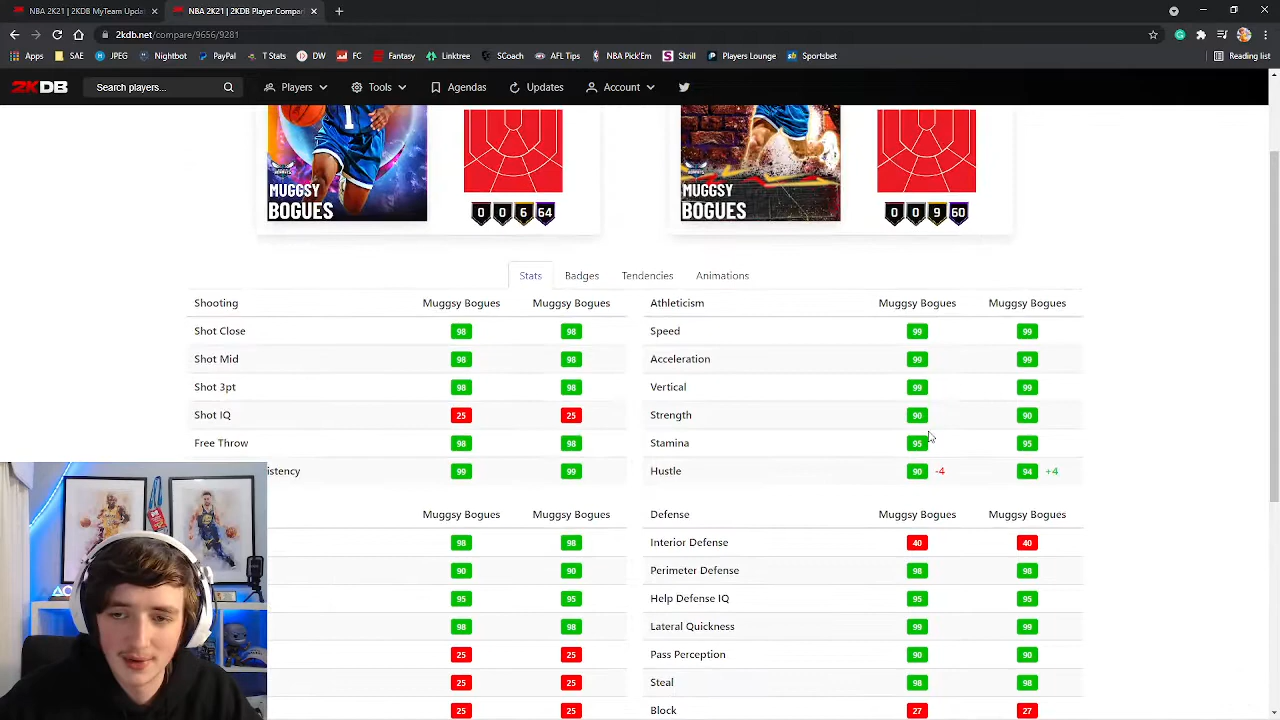 NBA 2K21 | 2KDB MyTeam Updat
NBA 2K21 | 2KDB Player Compari
2kdb.net/compare/9656/9281
Apps SAE JPEG Nightbot PayPal T Stats DW FC Fantasy Linktree SCoach AFL Tips NBA Pick'Em Skrill Players Lounge Sportsbet Reading list
2KDB Search players... Players Tools Agendas Updates Account
MUGGSY BOGUES
0 0 6 64
MUGGSY BOGUES
0 0 9 60
Stats Badges Tendencies Animations
Shooting Muggsy Bogues Muggsy Bogues
Shot Close 98 98
Shot Mid 98 98
Shot 3pt 98 98
Shot IQ 25 25
Free Throw 98 98
istency 99 99
Muggsy Bogues Muggsy Bogues
98 98
90 90
95 95
98 98
25 25
25 25
25 25
Athleticism Muggsy Bogues Muggsy Bogues
Speed 99 99
Acceleration 99 99
Vertical 99 99
Strength 90 90
Stamina 95 95
Hustle 90 -4 94 +4
Defense Muggsy Bogues Muggsy Bogues
Interior Defense 40 40
Perimeter Defense 98 98
Help Defense IQ 95 95
Lateral Quickness 99 99
Pass Perception 90 90
Steal 98 98
Block 27 27